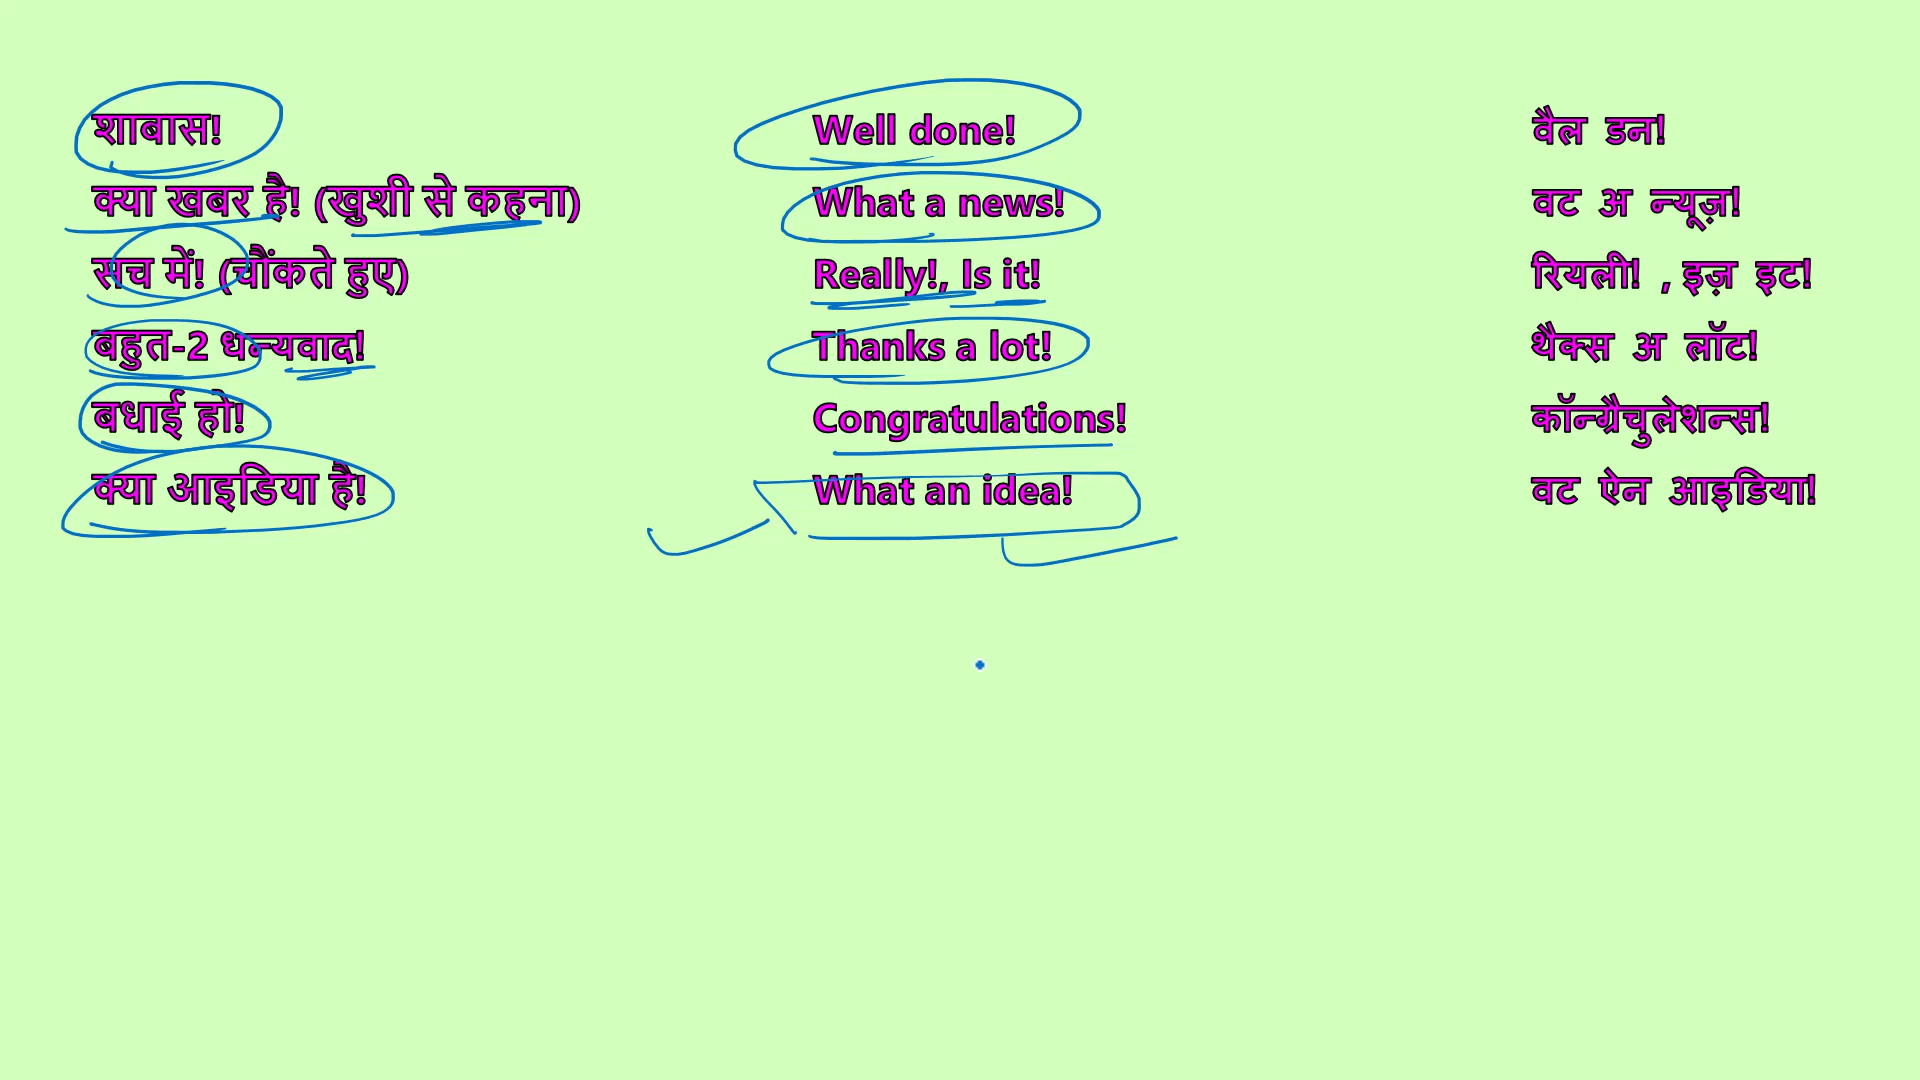 शाबास! Well done! वैल डन!
क्या खबर है! (खुशी से कहना) What a news! वट अ न्यूज़!
सच में! (चौंकते हुए) Really!, Is it! रियली! , इज़ इट!
बहुत-2 धन्यवाद! Thanks a lot! थैक्स अ लॉट!
बधाई हो! Congratulations! कॉन्ग्रैचुलेशन्स!
क्या आइडिया है! What an idea! वट ऐन आइडिया!